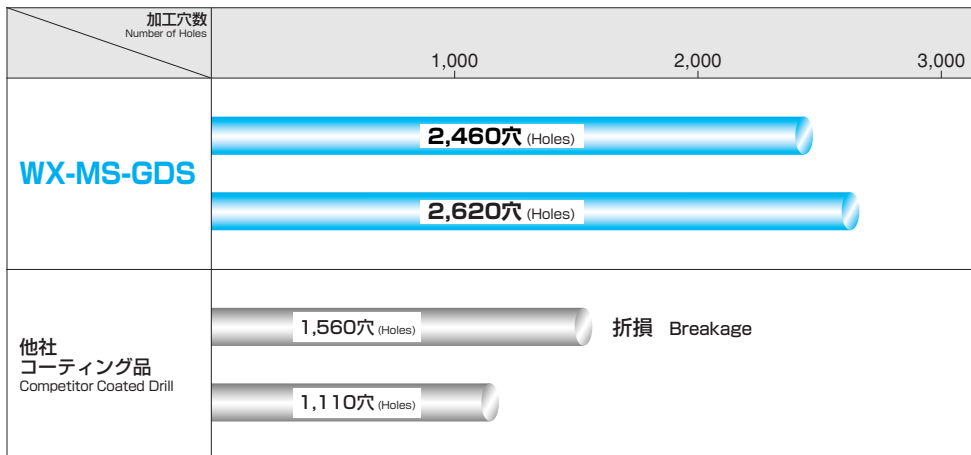 加工穴数
Number of Holes
1,000
2,000
3,000
WX-MS-GDS
2,460穴 (Holes)
2,620穴 (Holes)
他社
コーティング品
Competitor Coated Drill
1,560穴 (Holes)
折損 Breakage
1,110穴 (Holes)